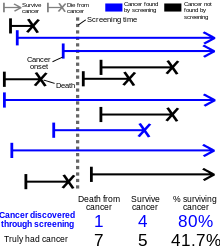 Survive cancer
Die from cancer
Cancer found by screening
Cancer not found by screening
Screening time
Cancer onset
Death
Death from cancer
Survive cancer
% surviving cancer
Cancer discovered through screening
1 4 80%
Truly had cancer
7 5 41.7%